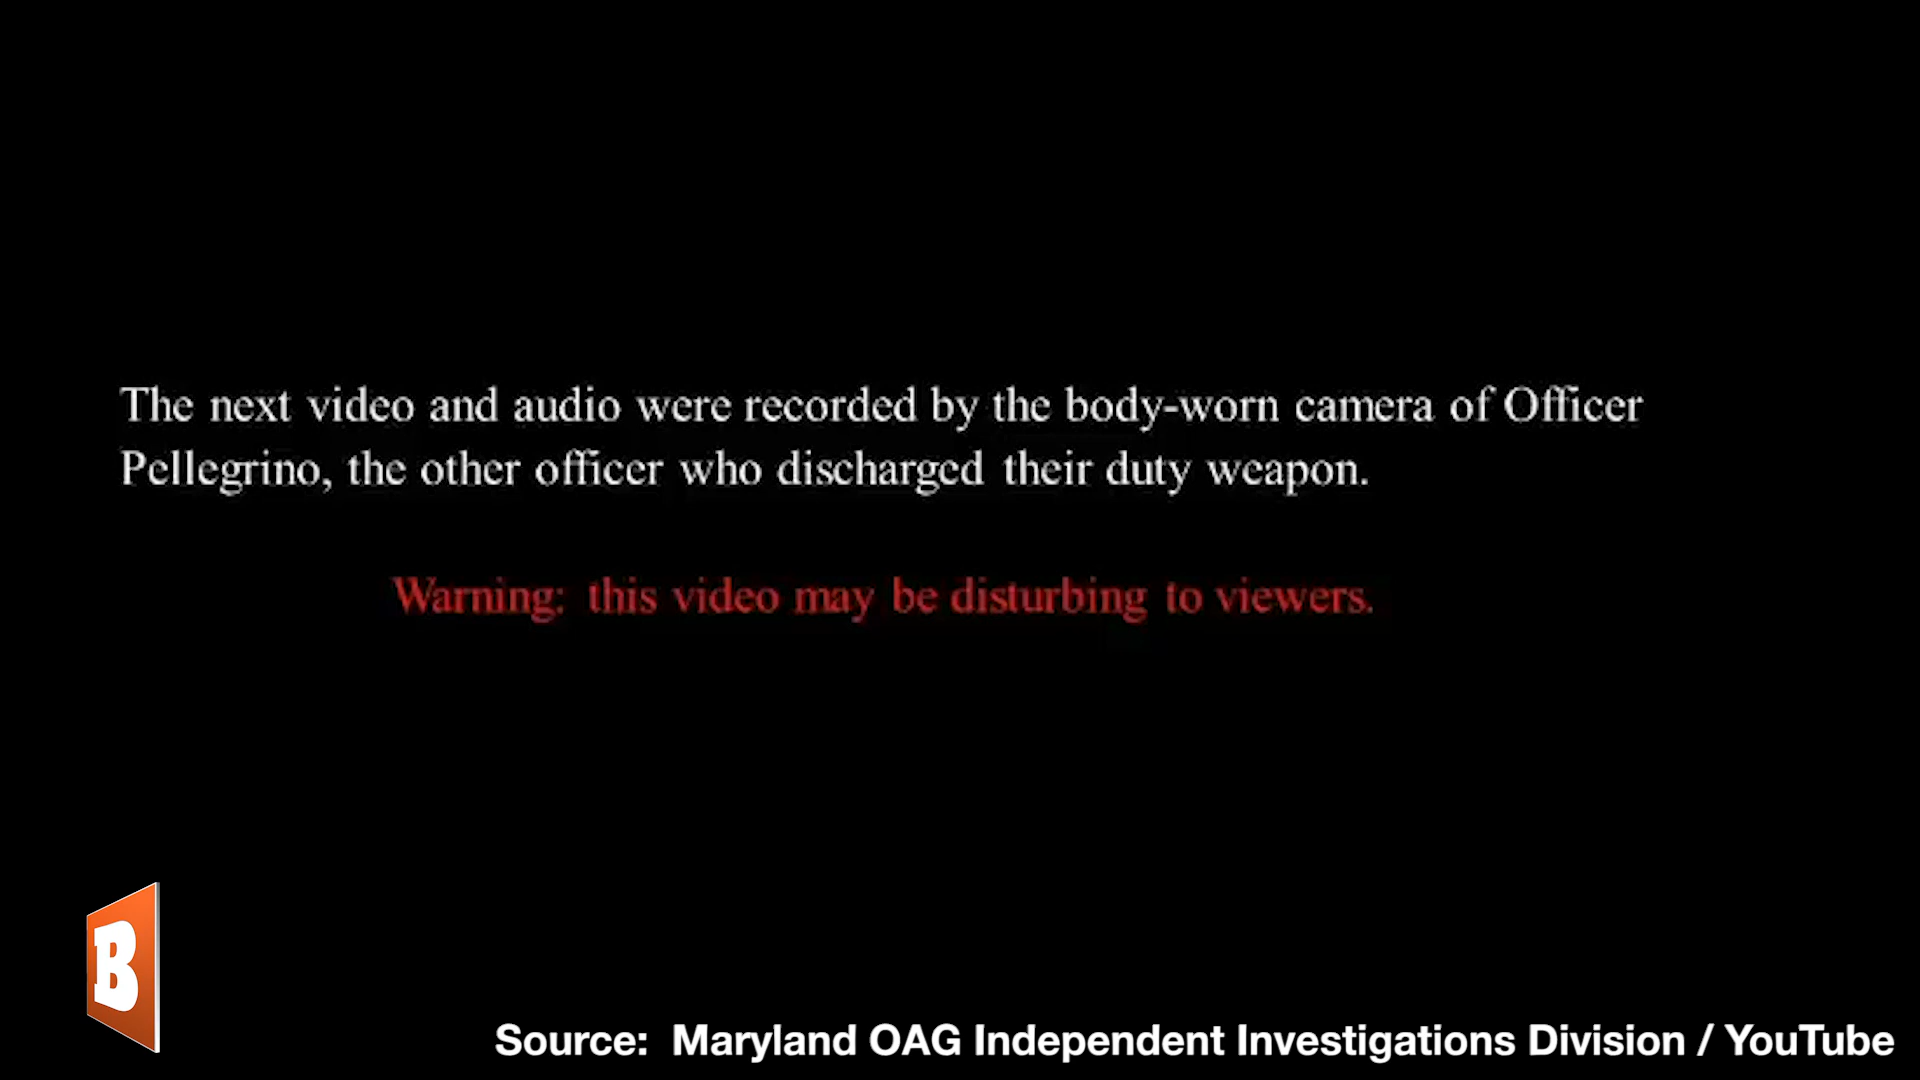 The next video and audio were recorded by the body-worn camera of Officer
Pellegrino, the other officer who discharged their duty weapon.
Warning: this video may be disturbing to viewers.
B
Source: Maryland OAG Independent Investigations Division / YouTube